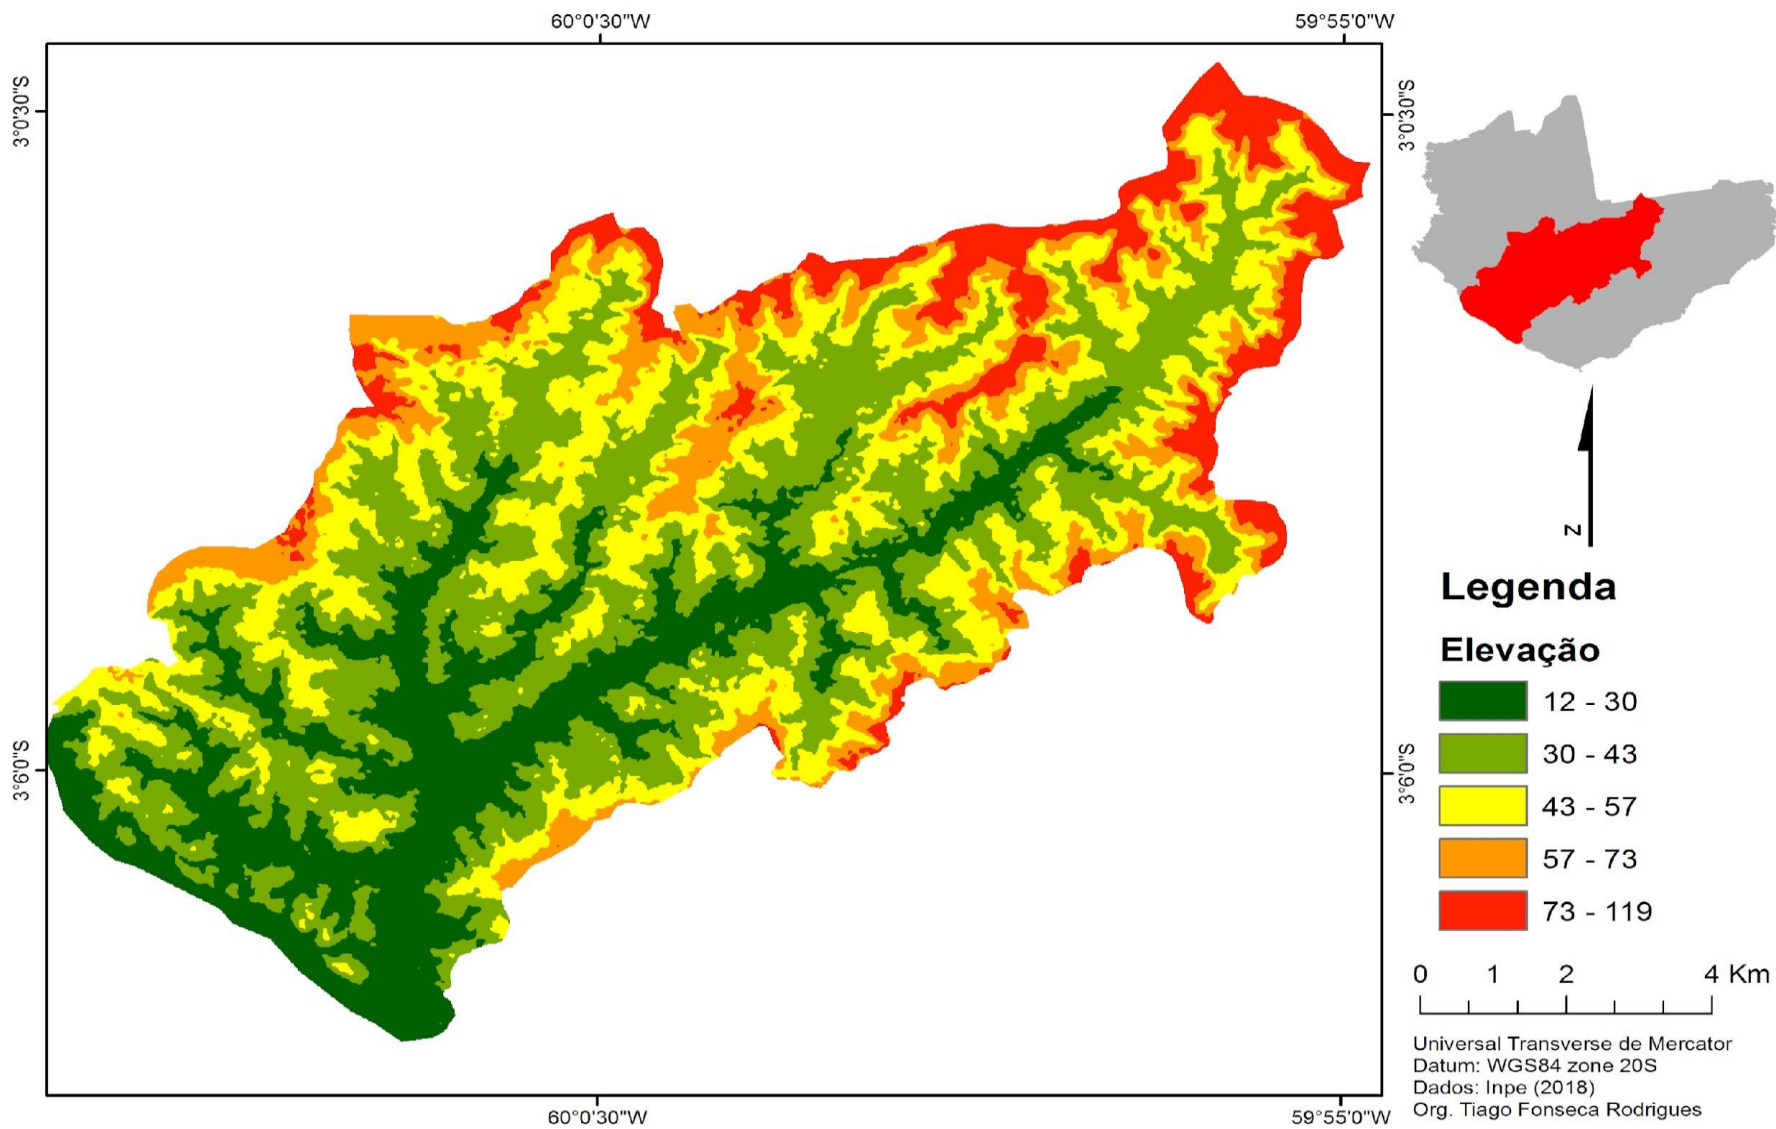 60°0'30"W
59°55'0"W
3°0'30"S
3°0'30"S
3°6'0"S
3°6'0"S
60°0'30"W
59°55'0"W
N
Legenda
Elevação
12 - 30
30 - 43
43 - 57
57 - 73
73 - 119
0 1 2 4 Km
Universal Transverse de Mercator
Datum: WGS84 zone 20S
Dados: Inpe (2018)
Org. Tiago Fonseca Rodrigues